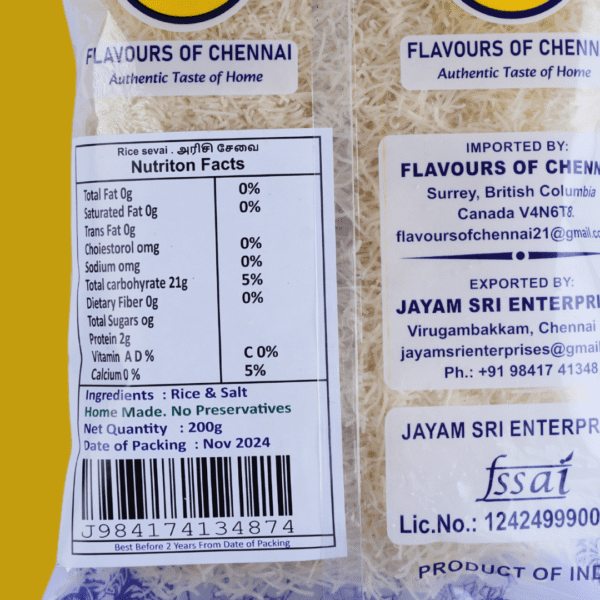 FLAVOURS OF CHENNAI
Authentic Taste of Home
Rice sevai . அரிசி சேவை
Nutriton Facts
Total Fat 0g 0%
Saturated Fat 0g 0%
Trans Fat 0g
Choiestorol omg 0%
Sodium omg 0%
Total carbohyrate 21g 5%
Dietary Fiber 0g 0%
Total Sugars og
Protein 2g
Vitamin A D % C 0%
Calcium 0 % 5%
Ingredients : Rice & Salt
Home Made. No Preservatives
Net Quantity : 200g
Date of Packing : Nov 2024
J984174134874
Best Before 2 Years From Date of Packing
FLAVOURS OF CHENN
Authentic Taste of Home
IMPORTED BY:
FLAVOURS OF CHENN
Surrey, British Columbia
Canada V4N6T8.
flavoursofchennai21@gmail.co
EXPORTED BY:
JAYAM SRI ENTERPRI
Virugambakkam, Chennai
jayamsrienterprises@gmai
Ph.: +91 98417 41348
JAYAM SRI ENTERPR
fssai
Lic.No.: 1242499900
PRODUCT OF IND